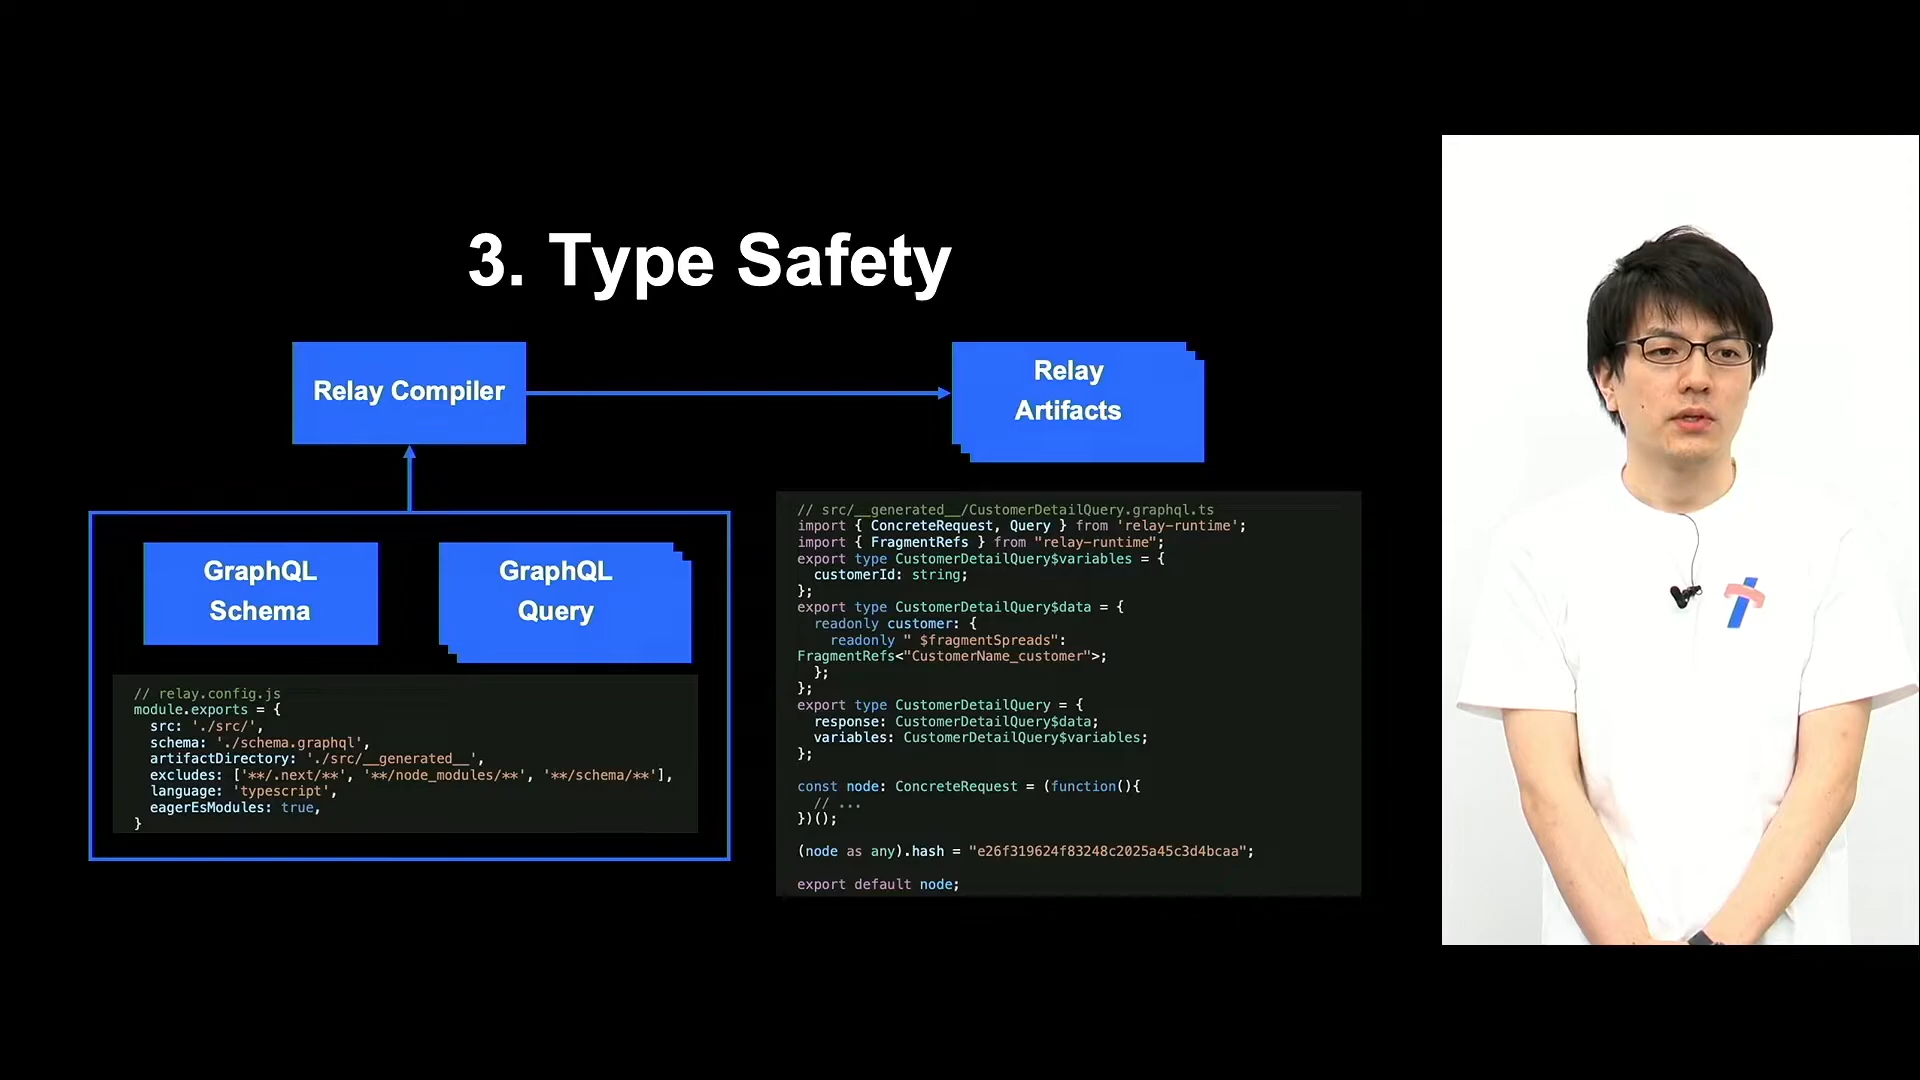 3. Type Safety
Relay Compiler
Relay
Artifacts
GraphQL
Schema
GraphQL
Query
// relay.config.js
module.exports = {
  src: './src/',
  schema: './schema.graphql',
  artifactDirectory: './src/__generated__',
  excludes: ['**/.next/**', '**/node_modules/**', '**/schema/**'],
  language: 'typescript',
  eagerEsModules: true,
}
// src/__generated__/CustomerDetailQuery.graphql.ts
import { ConcreteRequest, Query } from 'relay-runtime';
import { FragmentRefs } from "relay-runtime";
export type CustomerDetailQuery$variables = {
  customerId: string;
};
export type CustomerDetailQuery$data = {
  readonly customer: {
    readonly " $fragmentSpreads":
FragmentRefs<"CustomerName_customer">;
  };
};
export type CustomerDetailQuery = {
  response: CustomerDetailQuery$data;
  variables: CustomerDetailQuery$variables;
};
const node: ConcreteRequest = (function(){
  // ...
})();
(node as any).hash = "e26f319624f83248c2025a45c3d4bcaa";
export default node;